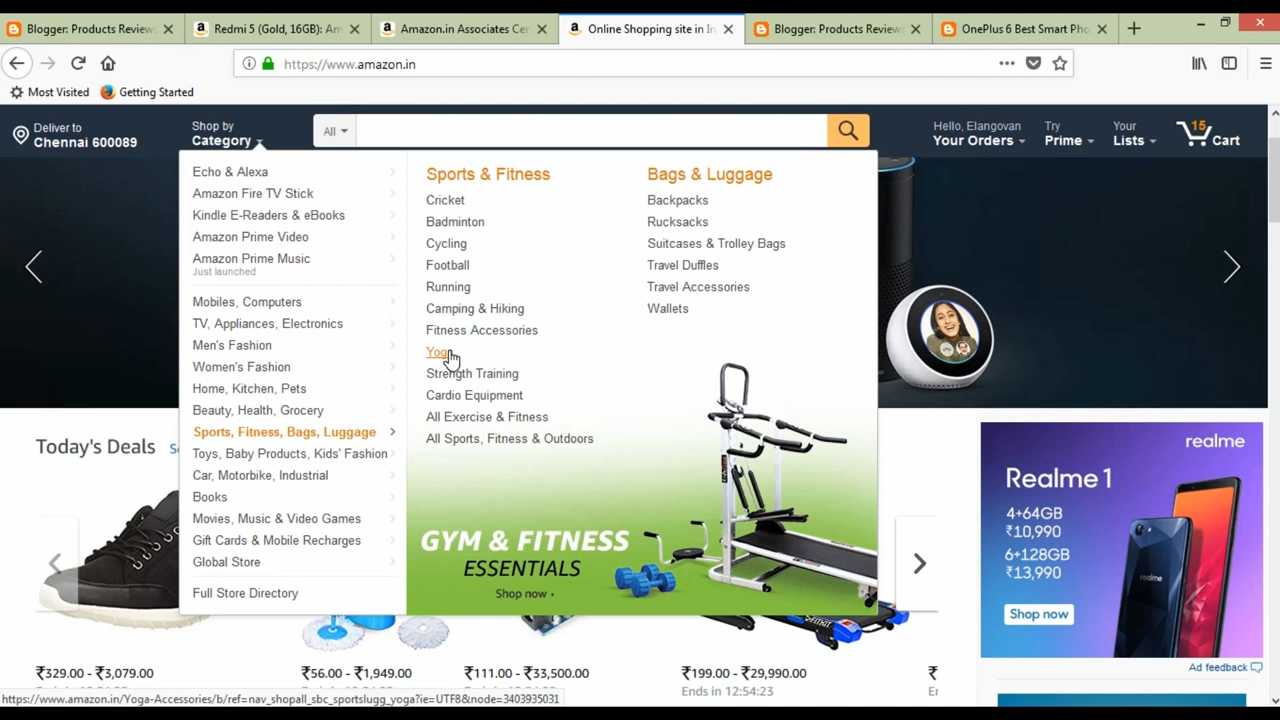 Blogger: Products Reviews
Redmi 5 (Gold, 16GB): Am
Amazon.in Associates Cen
Online Shopping site in In
Blogger: Products Review
OnePlus 6 Best Smart Pho
https://www.amazon.in
Most Visited
Getting Started
Deliver to
Chennai 600089
Shop by
Category
All
Hello, Elangovan
Your Orders
Try
Prime
Your
Lists
15
Cart
Echo & Alexa
Amazon Fire TV Stick
Kindle E-Readers & eBooks
Amazon Prime Video
Amazon Prime Music
Just launched
Mobiles, Computers
TV, Appliances, Electronics
Men's Fashion
Women's Fashion
Home, Kitchen, Pets
Beauty, Health, Grocery
Sports, Fitness, Bags, Luggage
Toys, Baby Products, Kids' Fashion
Car, Motorbike, Industrial
Books
Movies, Music & Video Games
Gift Cards & Mobile Recharges
Global Store
Full Store Directory
Sports & Fitness
Cricket
Badminton
Cycling
Football
Running
Camping & Hiking
Fitness Accessories
Yoga
Strength Training
Cardio Equipment
All Exercise & Fitness
All Sports, Fitness & Outdoors
Bags & Luggage
Backpacks
Rucksacks
Suitcases & Trolley Bags
Travel Duffles
Travel Accessories
Wallets
GYM & FITNESS
ESSENTIALS
Shop now
Today's Deals
₹329.00 - ₹3,079.00
₹56.00 - ₹1,949.00
₹111.00 - ₹33,500.00
₹199.00 - ₹29,990.00
Ends in 12:54:23
realme
Realme 1
4+64GB
₹10,990
6+128GB
₹13,990
realme
Shop now
Ad feedback
https://www.amazon.in/Yoga-Accessories/b/ref=nav_shopall_sbc_sportslugg_yoga?ie=UTF8&node=3403935031